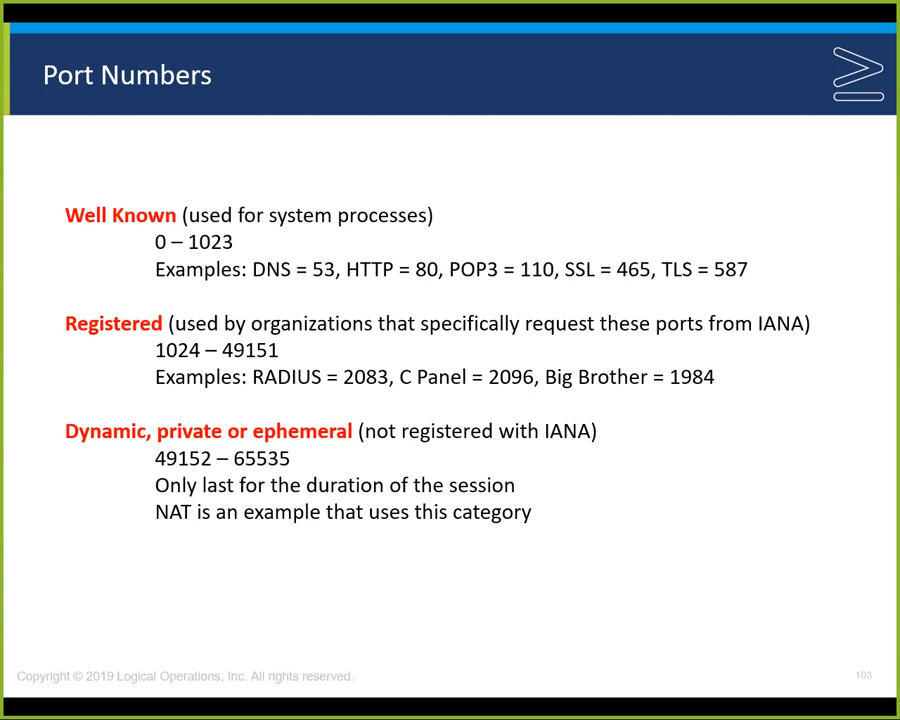 Port Numbers
Well Known (used for system processes)
0 – 1023
Examples: DNS = 53, HTTP = 80, POP3 = 110, SSL = 465, TLS = 587
Registered (used by organizations that specifically request these ports from IANA)
1024 – 49151
Examples: RADIUS = 2083, C Panel = 2096, Big Brother = 1984
Dynamic, private or ephemeral (not registered with IANA)
49152 – 65535
Only last for the duration of the session
NAT is an example that uses this category
Copyright © 2019 Logical Operations, Inc. All rights reserved.
103